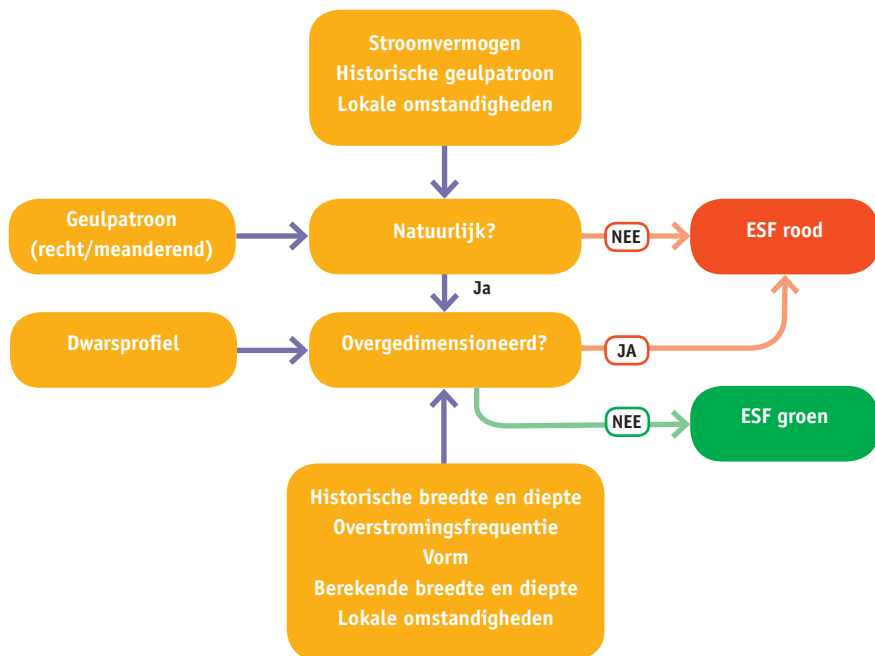 Stroomvermogen
Historische geulpatroon
Lokale omstandigheden
Geulpatroon
(recht/meanderend)
Natuurlijk?
NEE
ESF rood
Ja
Dwarsprofiel
Overgedimensioneerd?
JA
NEE
ESF groen
Historische breedte en diepte
Overstromingsfrequentie
Vorm
Berekende breedte en diepte
Lokale omstandigheden